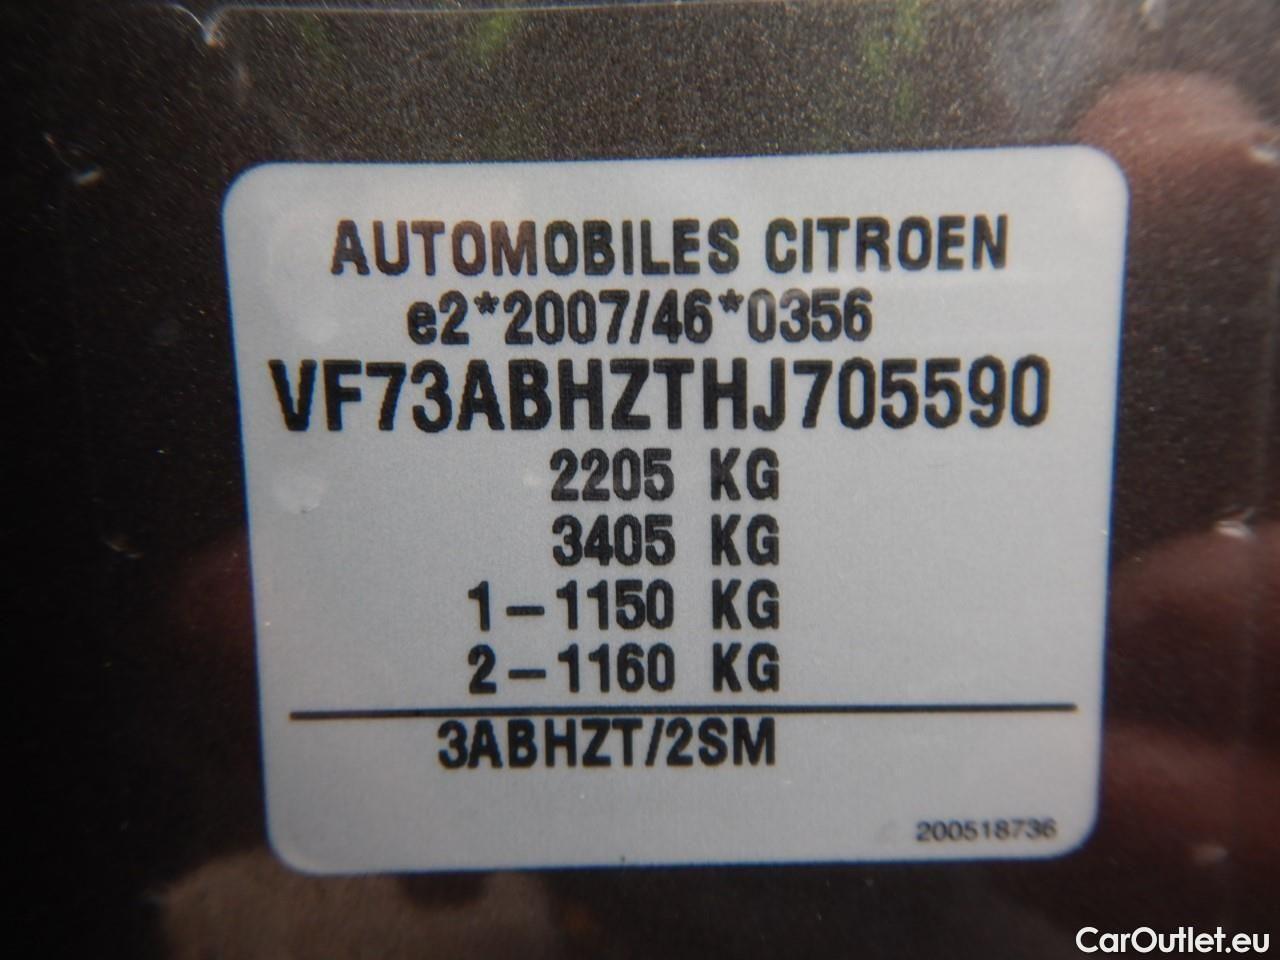 AUTOMOBILES CITROEN
e2*2007/46*0356
VF73ABHZTHJ705590
2205 KG
3405 KG
1-1150 KG
2-1160 KG
3ABHZT/2SM
200518736
CarOutlet.eu